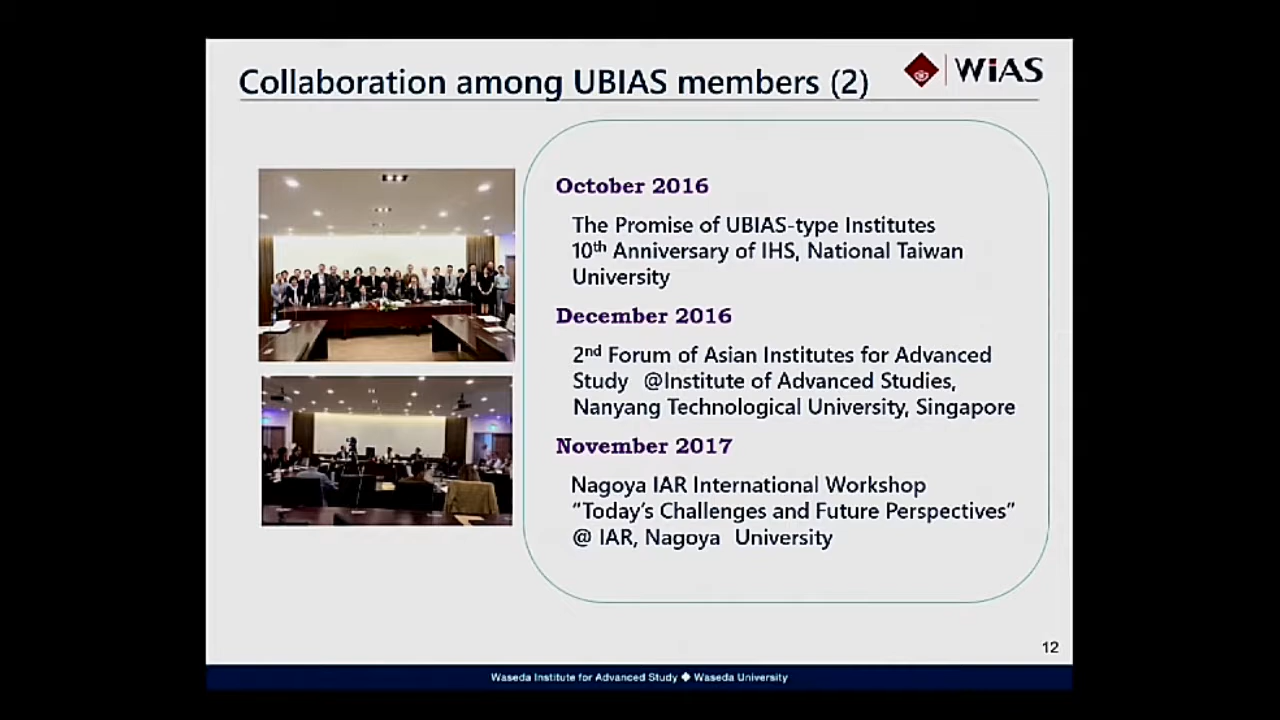 Collaboration among UBIAS members (2)
WiAS
October 2016
The Promise of UBIAS-type Institutes
10th Anniversary of IHS, National Taiwan
University
December 2016
2nd Forum of Asian Institutes for Advanced
Study @Institute of Advanced Studies,
Nanyang Technological University, Singapore
November 2017
Nagoya IAR International Workshop
“Today’s Challenges and Future Perspectives”
@ IAR, Nagoya University
12
Waseda Institute for Advanced Study ◆ Waseda University